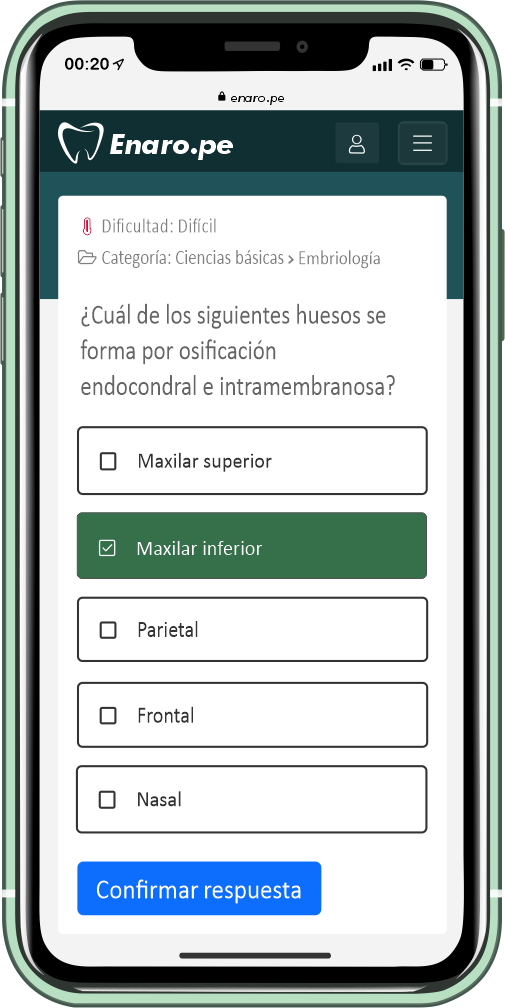 00:20
enaro.pe
Enaro.pe
Dificultad: Difícil
Categoría: Ciencias básicas › Embriología
¿Cuál de los siguientes huesos se
forma por osificación
endocondral e intramembranosa?
Maxilar superior
Maxilar inferior
Parietal
Frontal
Nasal
Confirmar respuesta